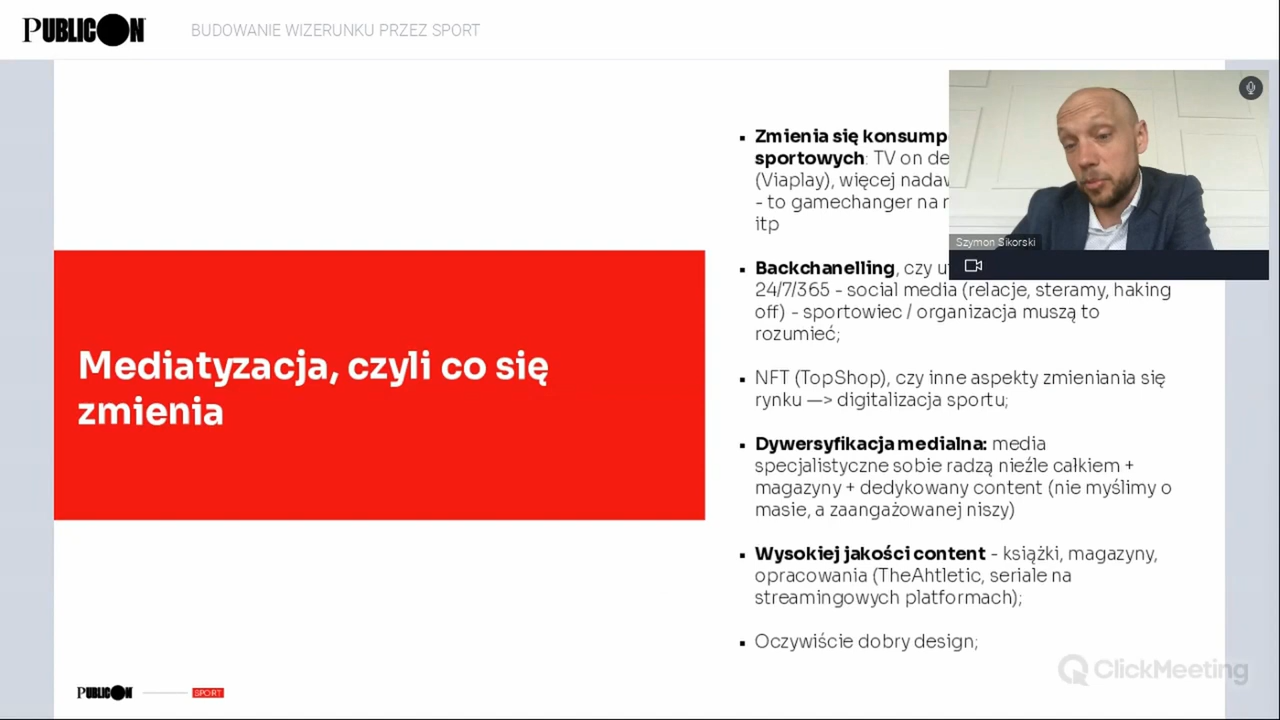 PUBLICON
BUDOWANIE WIZERUNKU PRZEZ SPORT
Mediatyzacja, czyli co się
zmienia
▪ Zmienia się
sportowych: TV on
(Viaplay), więcej
- to gamechanger na
itp
▪ Backchanelling, czy
24/7/365 - social media (relacje, steramy, haking
off) - sportowiec / organizacja muszą to
rozumieć;
▪ NFT (TopShop), czy inne aspekty zmieniania się
rynku —> digitalizacja sportu;
▪ Dywersyfikacja medialna: media
specjalistyczne sobie radzą nieźle całkiem +
magazyny + dedykowany content (nie myślimy o
masie, a zaangażowanej niszy)
▪ Wysokiej jakości content - książki, magazyny,
opracowania (TheAhtletic, seriale na
streamingowych platformach);
▪ Oczywiście dobry design;
Szymon Sikorski
PUBLICON
SPORT
ClickMeeting